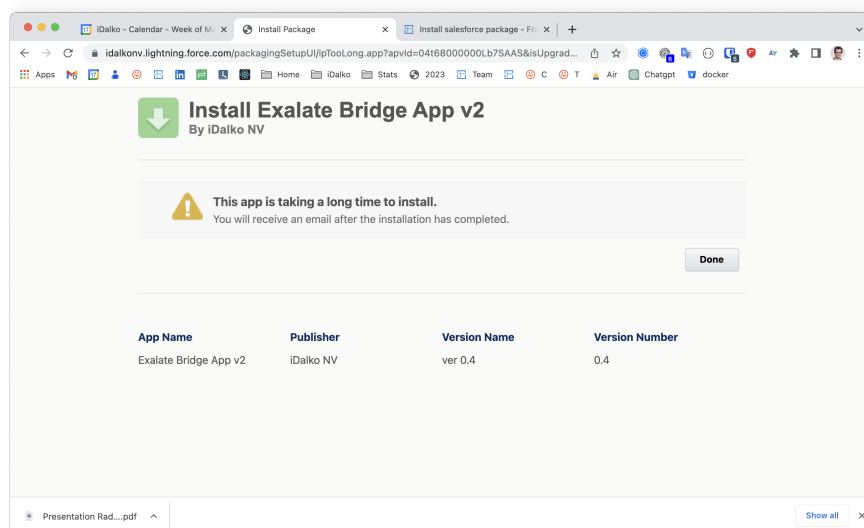 iDalko - Calendar - Week of Ma
Install Package
Install salesforce package - Fra
idalkonv.lightning.force.com/packagingSetupUI/ipTooLong.app?apvId=04t68000000Lb7SAAS&isUpgrad...
Apps
Home
iDalko
Stats
2023
Team
C
T
Air
Chatgpt
docker
Install Exalate Bridge App v2
By iDalko NV
This app is taking a long time to install.
You will receive an email after the installation has completed.
Done
App Name Publisher Version Name Version Number
Exalate Bridge App v2 iDalko NV ver 0.4 0.4
Presentation Rad....pdf
Show all